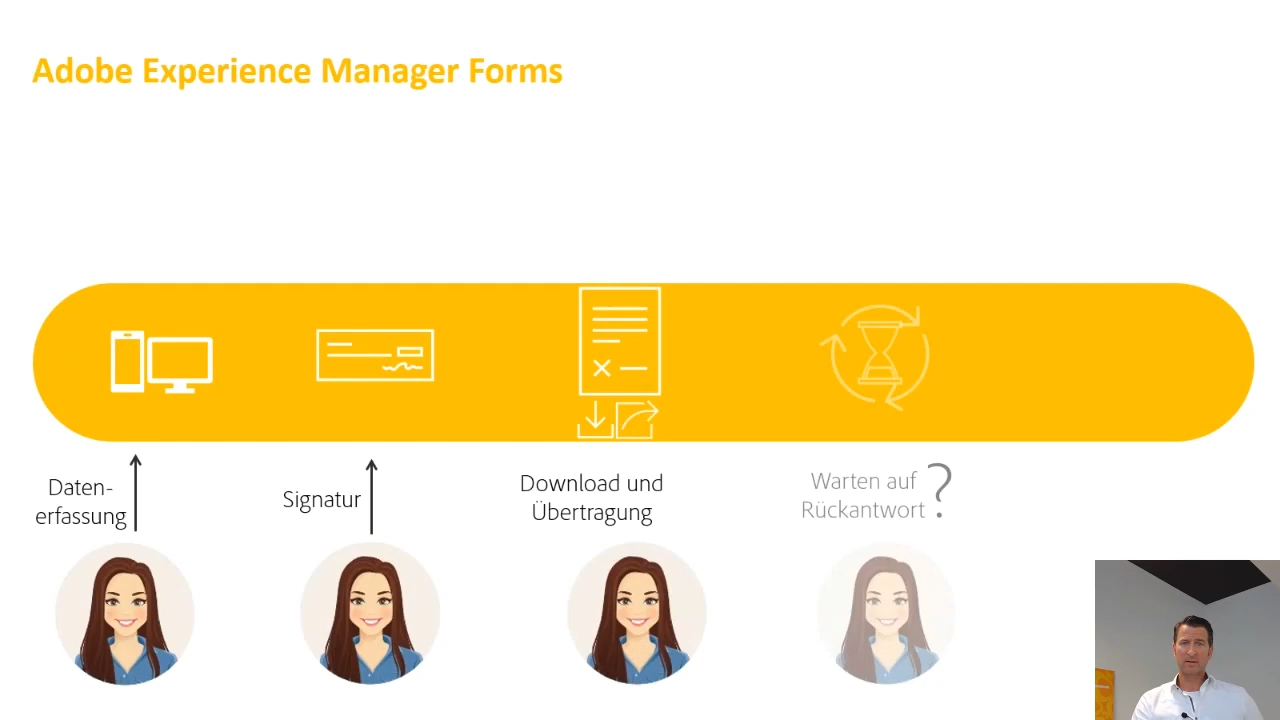 Adobe Experience Manager Forms
Daten-
erfassung
Signatur
Download und
Übertragung
Warten auf
Rückantwort
?